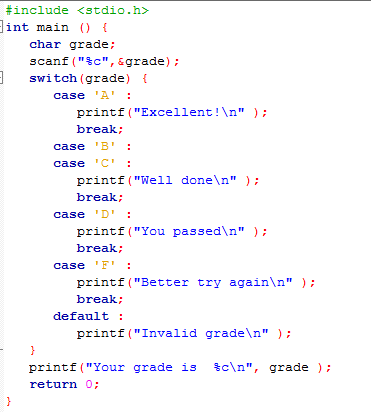 #include <stdio.h>
int main () {
   char grade;
   scanf("%c",&grade);
   switch(grade) {
      case 'A' :
         printf("Excellent!\n" );
         break;
      case 'B' :
      case 'C' :
         printf("Well done\n" );
         break;
      case 'D' :
         printf("You passed\n" );
         break;
      case 'F' :
         printf("Better try again\n" );
         break;
      default :
         printf("Invalid grade\n" );
   }
   printf("Your grade is  %c\n", grade );
   return 0;
}